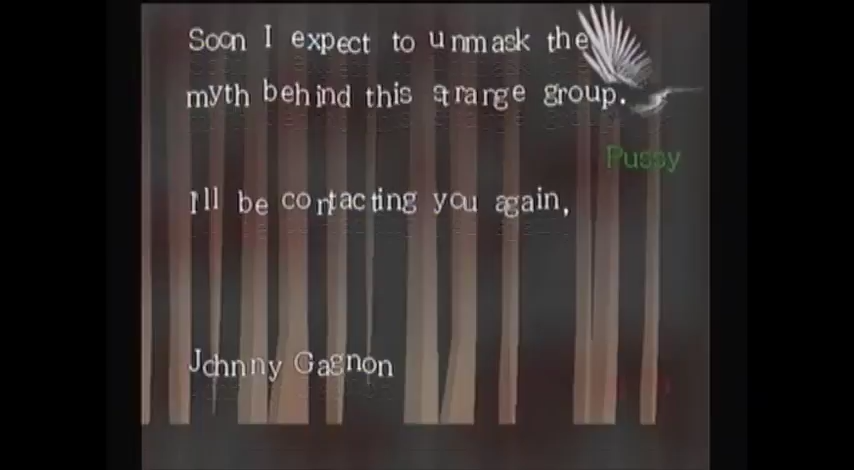 Soon I expect to unmask the
myth behind this strange group.
Pussy
I'll be contacting you again,
Johnny Gagnon